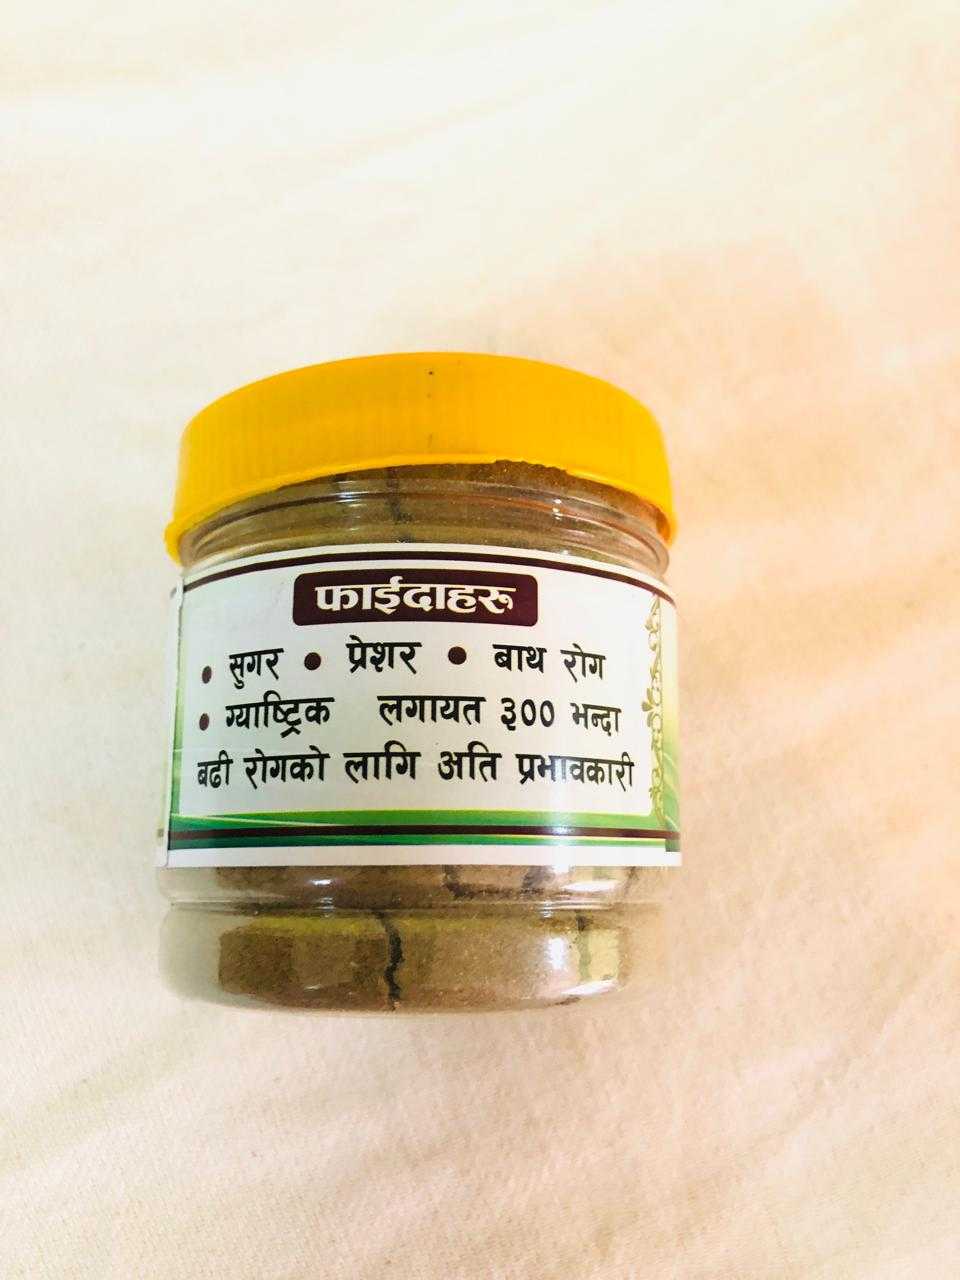 फाईदाहरु
• सुगर • प्रेशर • बाथ रोग
• ग्याष्ट्रिक लगायत ३०० भन्दा
बढी रोगको लागि अति प्रभावकारी